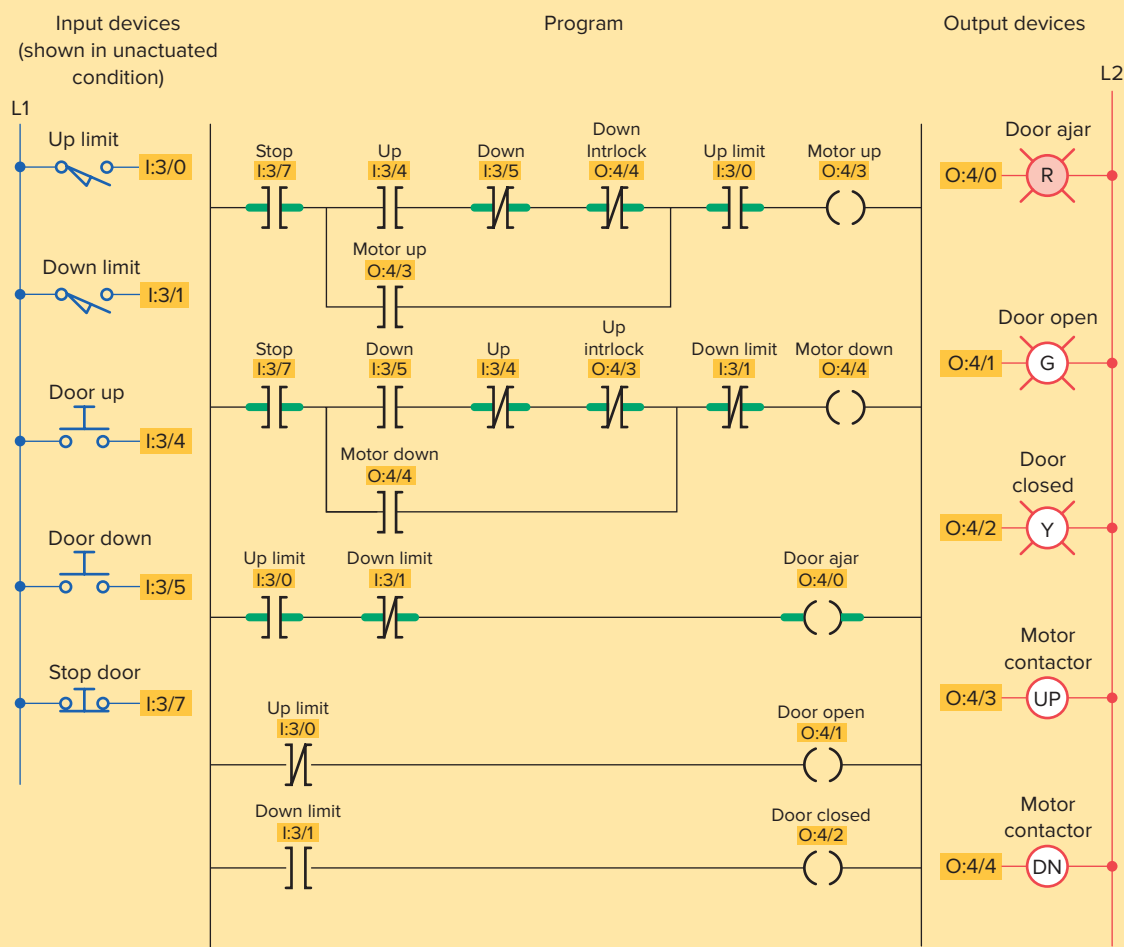 Input devices
(shown in unactuated
condition)
Program
Output devices
L1
L2
Up limit
I:3/0
Down limit
I:3/1
Door up
I:3/4
Door down
I:3/5
Stop door
I:3/7
Stop
I:3/7
Up
I:3/4
Down
I:3/5
Down
Intrlock
O:4/4
Up limit
I:3/0
Motor up
O:4/3
Motor up
O:4/3
Stop
I:3/7
Down
I:3/5
Up
I:3/4
Up
intrlock
O:4/3
Down limit
I:3/1
Motor down
O:4/4
Motor down
O:4/4
Up limit
I:3/0
Down limit
I:3/1
Door ajar
O:4/0
Up limit
I:3/0
Door open
O:4/1
Down limit
I:3/1
Door closed
O:4/2
Door ajar
O:4/0
R
Door open
O:4/1
G
Door
closed
O:4/2
Y
Motor
contactor
O:4/3
UP
Motor
contactor
O:4/4
DN